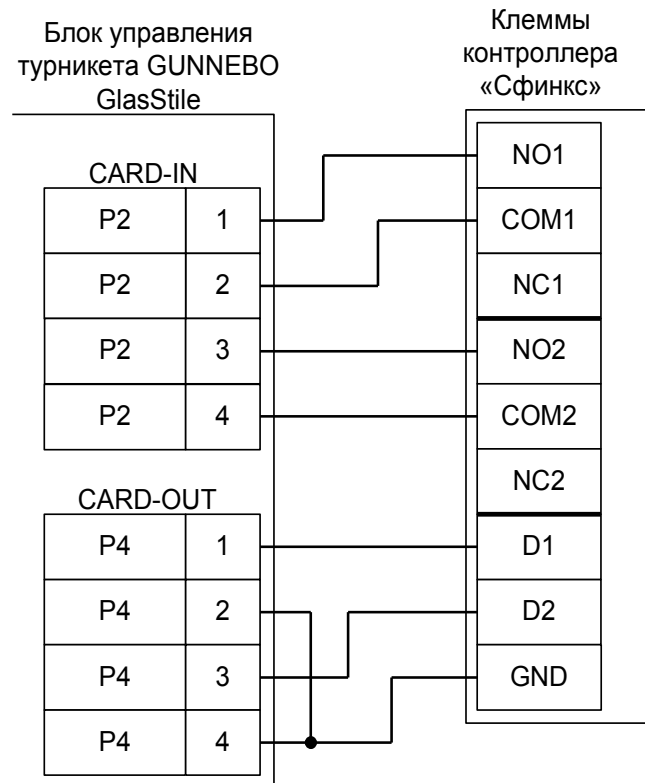 Блок управления
турникета GUNNEBO
GlasStile
CARD-IN
P2 1
P2 2
P2 3
P2 4
CARD-OUT
P4 1
P4 2
P4 3
P4 4
Клеммы
контроллера
«Сфинкс»
NO1
COM1
NC1
NO2
COM2
NC2
D1
D2
GND